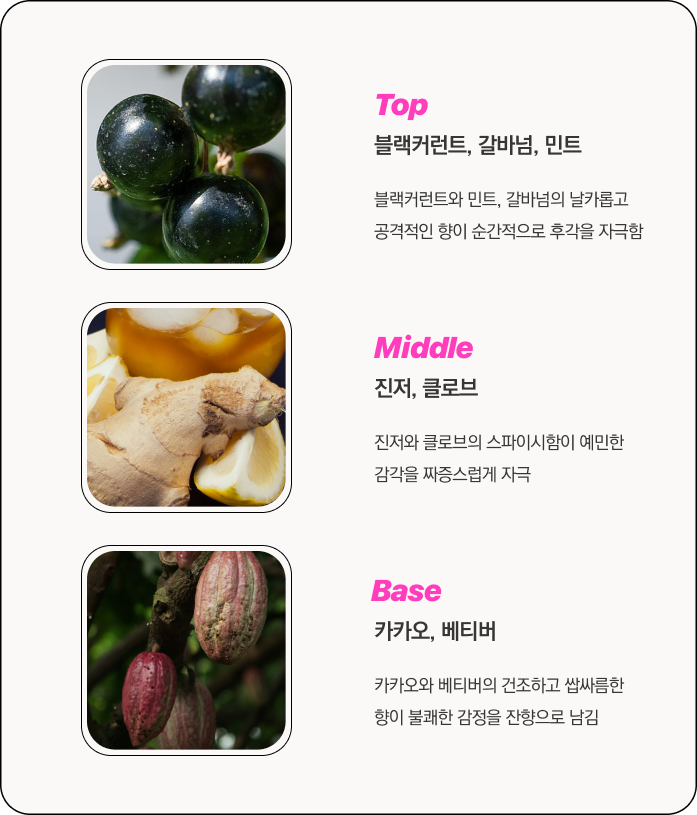 Top
블랙커런트, 갈바넘, 민트
블랙커런트와 민트, 갈바넘의 날카롭고
공격적인 향이 순간적으로 후각을 자극함
Middle
진저, 클로브
진저와 클로브의 스파이시함이 예민한
감각을 짜증스럽게 자극
Base
카카오, 베티버
카카오와 베티버의 건조하고 쌉싸름한
향이 불쾌한 감정을 잔향으로 남김